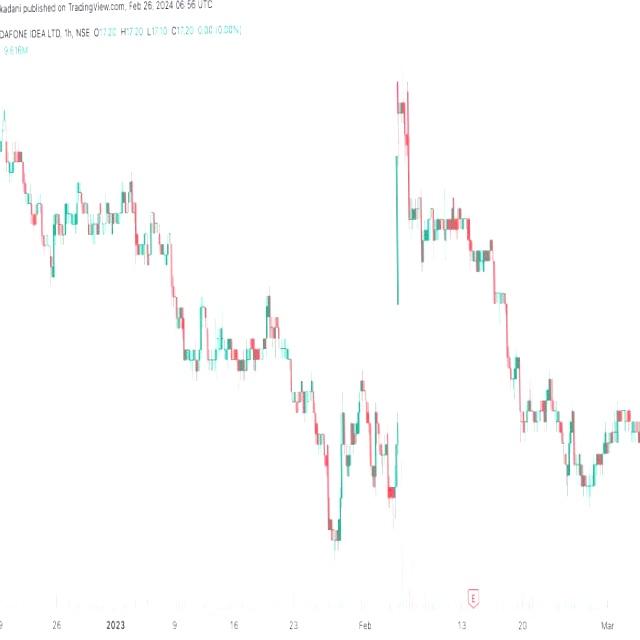 kadani published on TradingView.com, Feb 26, 2024 06:56 UTC
DAFONE IDEA LTD, 1h, NSE O17.20 H17.20 L17.10 C17.20 0.00 (0.00%)
9.616M
E
9 26 2023 9 16 23 Feb 13 20 Mar